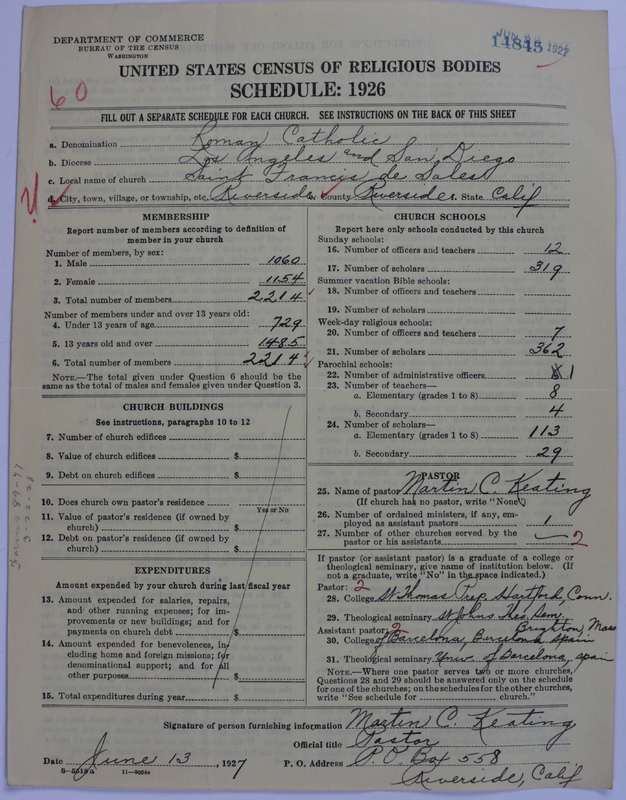 DEPARTMENT OF COMMERCE
BUREAU OF THE CENSUS
WASHINGTON
14845
1927
UNITED STATES CENSUS OF RELIGIOUS BODIES
SCHEDULE: 1926
60
FILL OUT A SEPARATE SCHEDULE FOR EACH CHURCH. SEE INSTRUCTIONS ON THE BACK OF THIS SHEET
a. Denomination Roman Catholic
b. Diocese Los Angeles and San Diego
c. Local name of church Saint Francis de Sales
d. City, town, village, or township, etc. Riverside e. County Riverside f. State Calif
MEMBERSHIP
Report number of members according to definition of member in your church
Number of members, by sex:
1. Male 1060
2. Female 1154
3. Total number of members 2214
Number of members under and over 13 years old:
4. Under 13 years of age 729
5. 13 years old and over 1485
6. Total number of members 2214
NOTE.—The total given under Question 6 should be the same as the total of males and females given under Question 3.
CHURCH BUILDINGS
See instructions, paragraphs 10 to 12
7. Number of church edifices
8. Value of church edifices $
9. Debt on church edifices $
10. Does church own pastor's residence
Yes or No
11. Value of pastor's residence (if owned by church) $
12. Debt on pastor's residence (if owned by church) $
EXPENDITURES
Amount expended by your church during last fiscal year
13. Amount expended for salaries, repairs, and other running expenses; for improvements or new buildings; and for payments on church debt $
14. Amount expended for benevolences, including home and foreign missions; for denominational support; and for all other purposes $
15. Total expenditures during year $
CHURCH SCHOOLS
Report here only schools conducted by this church
Sunday schools:
16. Number of officers and teachers 12
17. Number of scholars 319
Summer vacation Bible schools:
18. Number of officers and teachers
19. Number of scholars
Week-day religious schools:
20. Number of officers and teachers 7
21. Number of scholars 362
Parochial schools:
22. Number of administrative officers 1
23. Number of teachers—
a. Elementary (grades 1 to 8) 8
b. Secondary 4
24. Number of scholars—
a. Elementary (grades 1 to 8) 113
b. Secondary 29
PASTOR
25. Name of pastor Martin C. Keating
(If church has no pastor, write "None")
26. Number of ordained ministers, if any, employed as assistant pastors 1
27. Number of other churches served by the pastor or his assistants 2
If pastor (or assistant pastor) is a graduate of a college or theological seminary, give name of institution below. (If not a graduate, write "No" in the space indicated.)
Pastor: 2
28. College St Thomas Prep. Hartford, Conn.
29. Theological seminary St Johns Theo. Sem. Brighton, Mass
Assistant pastor: 2
30. College of Barcelona, Barcelona Spain
31. Theological seminary Univ. of Barcelona, Spain
NOTE.—Where one pastor serves two or more churches, Questions 28 and 29 should be answered only on the schedule for one of the churches; on the schedules for the other churches, write "See schedule for church."
Signature of person furnishing information Martin C. Keating
Official title Pastor
Date June 13, 1927 P. O. Address P.O. Box 558
Riverside, Calif
8—5518a 11—9054a